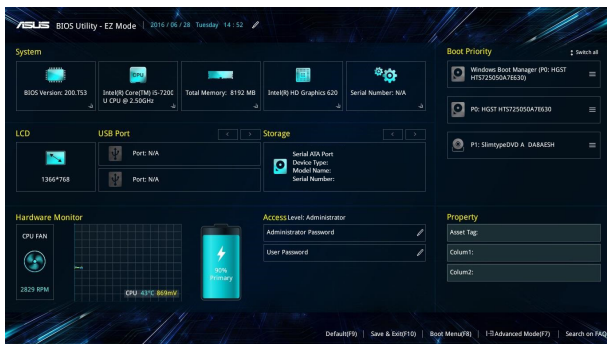 ASUS BIOS Utility - EZ Mode 2016 / 06 / 28 Tuesday 14 : 52
System
BIOS Version: 200.T53
CPU
Intel(R) Core(TM) i5-7200
U CPU @ 2.50GHz
Total Memory: 8192 MB
Intel(R) HD Graphics 620
Serial Number: N/A
Boot Priority
Switch all
Windows Boot Manager (P0: HGST
HTS725050A7E630)
P0: HGST HTS725050A7E630
P1: SlimtypeDVD A DA8AESH
LCD
1366*768
USB Port
Port: N/A
Port: N/A
Storage
Serial ATA Port
Device Type:
Model Name:
Serial Number:
Hardware Monitor
CPU FAN
2829 RPM
CPU 43°C 869mV
90%
Primary
Access Level: Administrator
Administrator Password
User Password
Property
Asset Tag:
Colum1:
Colum2:
Default(F9) | Save & Exit(F10) | Boot Menu(F8) | Advanced Mode(F7) | Search on FAQ